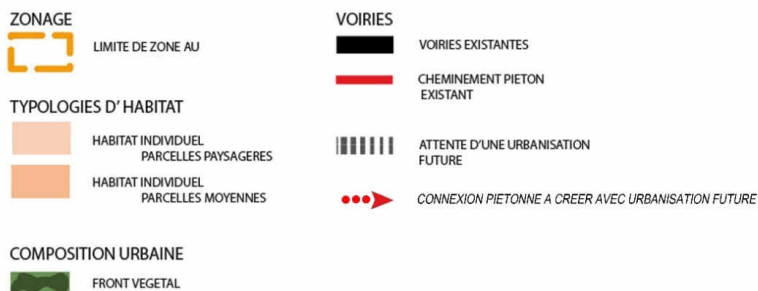 ZONAGE
LIMITE DE ZONE AU
TYPOLOGIES D' HABITAT
HABITAT INDIVIDUEL
PARCELLES PAYSAGERES
HABITAT INDIVIDUEL
PARCELLES MOYENNES
COMPOSITION URBAINE
FRONT VEGETAL
VOIRIES
VOIRIES EXISTANTES
CHEMINEMENT PIETON
EXISTANT
ATTENTE D'UNE URBANISATION
FUTURE
CONNEXION PIETONNE A CREER AVEC URBANISATION FUTURE